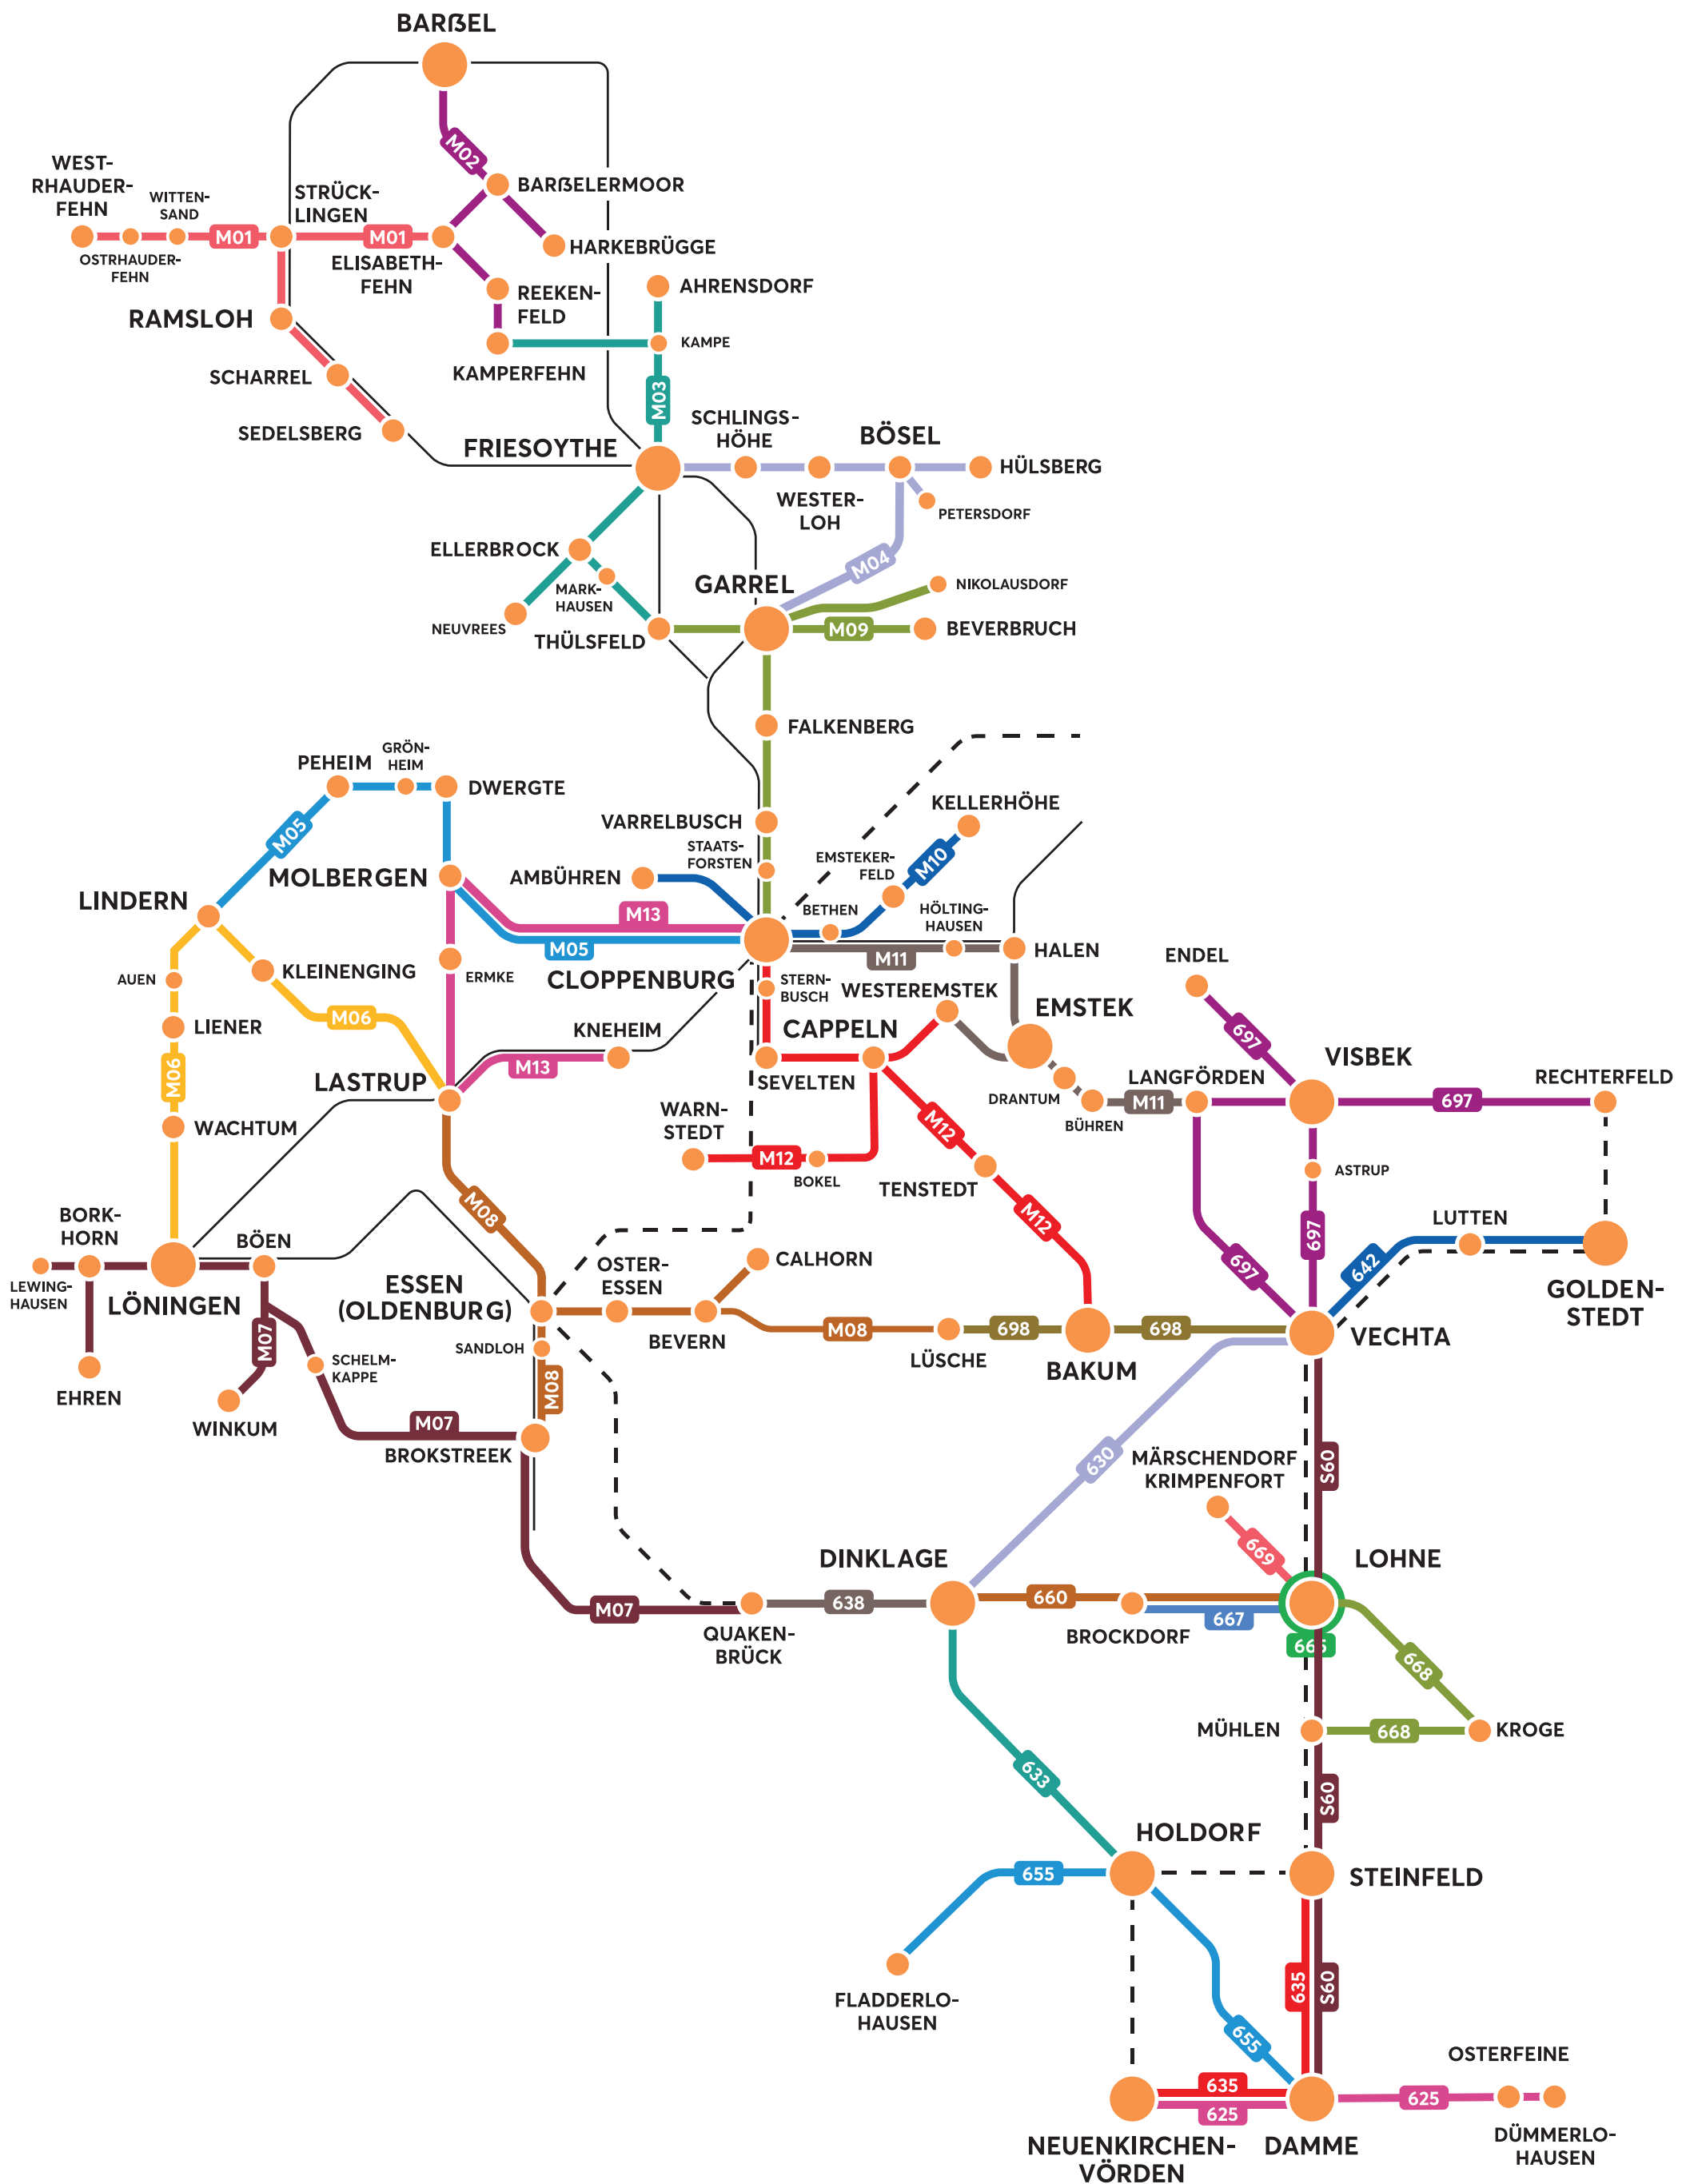 BARẞEL
M02
WEST-
RHAUDER-
FEHN
WITTEN-
SAND
STRÜCK-
LINGEN
BARẞELERMOOR
M01
M01
HARKEBRÜGGE
OSTRHAUDER-
FEHN
ELISABETH-
FEHN
REEKEN-
FELD
AHRENSDORF
RAMSLOH
KAMPE
SCHARREL
KAMPERFEHN
M03
SEDELSBERG
FRIESOYTHE
SCHLINGS-
HÖHE
BÖSEL
HÜLSBERG
WESTER-
LOH
PETERSDORF
ELLERBROCK
M04
MARK-
HAUSEN
GARREL
NIKOLAUSDORF
NEUVREES
THÜLSFELD
M09
BEVERBRUCH
FALKENBERG
PEHEIM
GRÖN-
HEIM
DWERGTE
KELLERHÖHE
M05
VARRELBUSCH
STAATS-
FORSTEN
EMSTEKER-
FELD
M10
MOLBERGEN
AMBÜHREN
LINDERN
M13
M05
BETHEN
HÖLTING-
HAUSEN
M11
HALEN
ENDEL
AUEN
KLEINENGING
ERMKE
CLOPPENBURG
STERN-
BUSCH
WESTEREMSTEK
EMSTEK
LIENER
M06
KNEHEIM
CAPPELN
697
VISBEK
M06
LASTRUP
M13
SEVELTEN
DRANTUM
LANGFÖRDEN
M11
BÜHREN
697
RECHTERFELD
WACHTUM
WARN-
STEDT
M12
M12
BOKEL
TENSTEDT
ASTRUP
M08
M12
697
697
LUTTEN
642
GOLDEN-
STEDT
BORK-
HORN
BÖEN
LEWING-
HAUSEN
LÖNINGEN
ESSEN
(OLDENBURG)
OSTER-
ESSEN
CALHORN
M07
SANDLOH
BEVERN
M08
LÜSCHE
698
BAKUM
698
VECHTA
EHREN
SCHELM-
KAPPE
M08
WINKUM
M07
BROKSTREEK
630
MÄRSCHENDORF
KRIMPENFORT
S60
669
DINKLAGE
LOHNE
M07
QUAKEN-
BRÜCK
638
660
667
BROCKDORF
666
668
MÜHLEN
668
KROGE
633
S60
HOLDORF
655
STEINFELD
FLADDERLO-
HAUSEN
635
S60
655
OSTERFEINE
635
625
625
DÜMMERLO-
HAUSEN
NEUENKIRCHEN-
VÖRDEN
DAMME